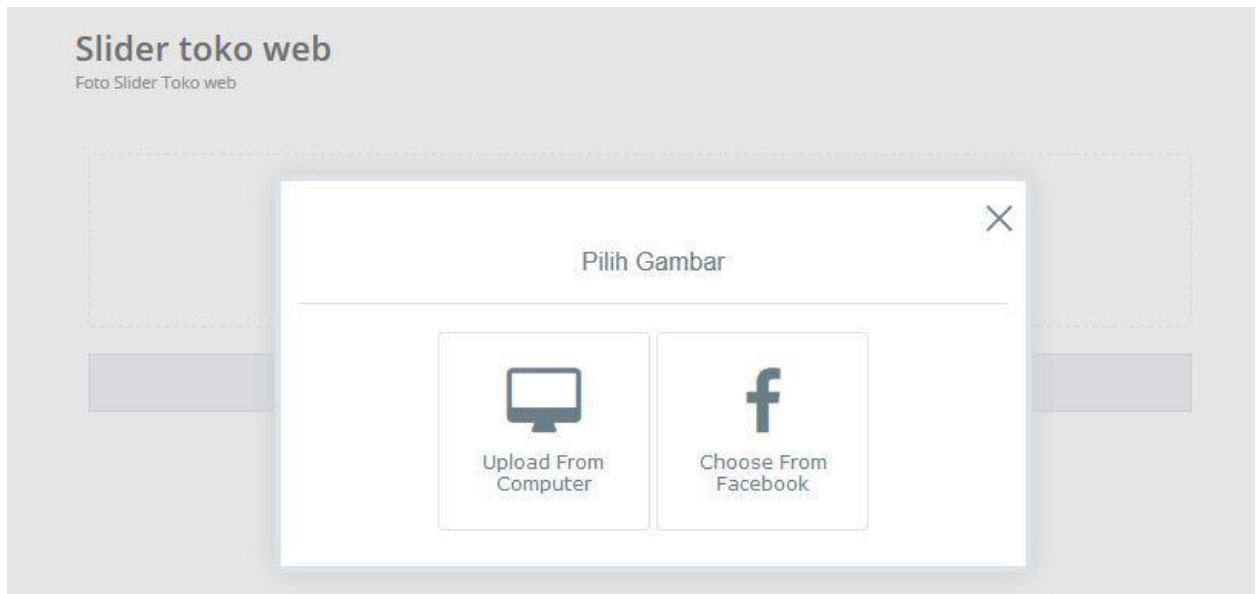 Slider toko web
Foto Slider Toko web
Pilih Gambar
Upload From
Computer
Choose From
Facebook